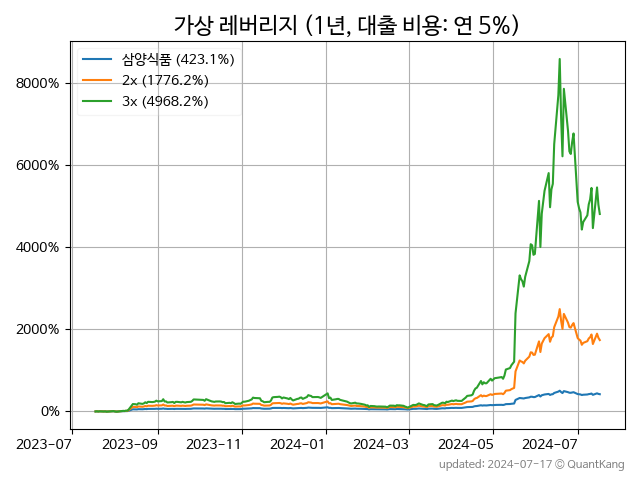 가상 레버리지 (1년, 대출 비용: 연 5%)
삼양식품 (423.1%)
2x (1776.2%)
3x (4968.2%)
8000%
6000%
4000%
2000%
0%
2023-07 2023-09 2023-11 2024-01 2024-03 2024-05 2024-07
updated: 2024-07-17 © QuantKang